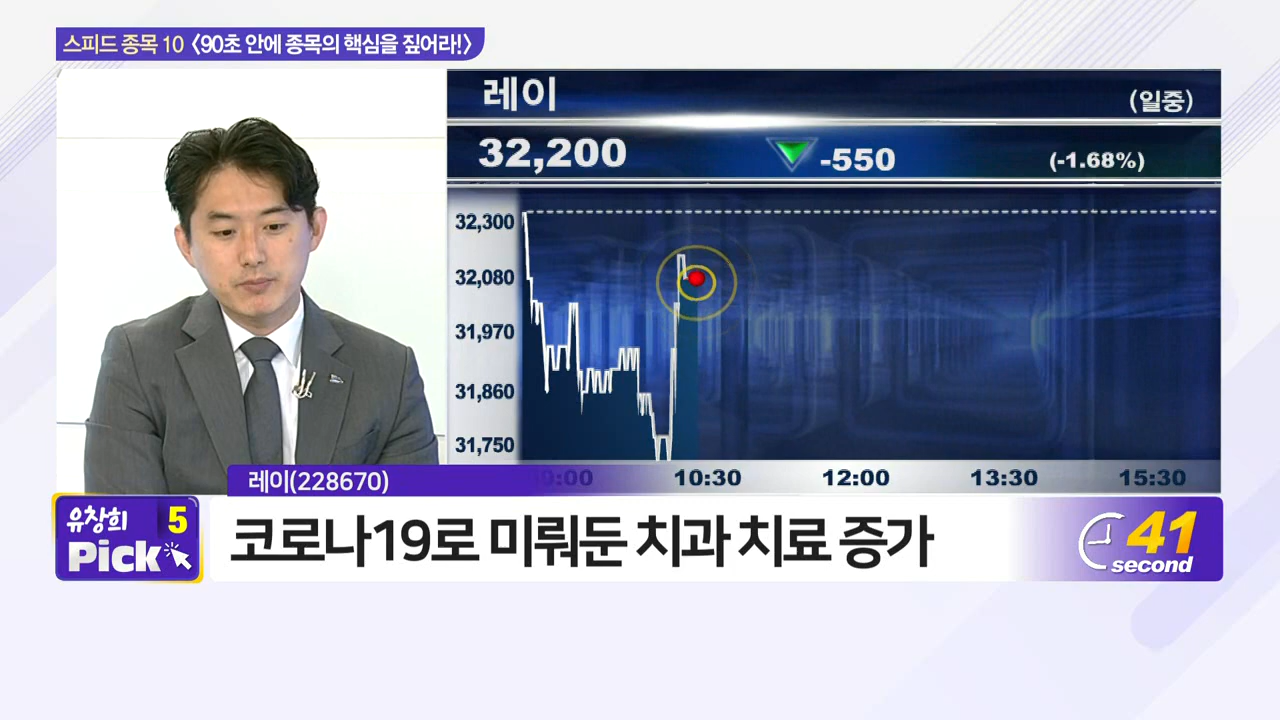 스피드 종목 10 <90초 안에 종목의 핵심을 짚어라!>
레이
(일중)
32,200
-550
(-1.68%)
32,300
32,080
31,970
31,860
31,750
10:30
12:00
13:30
15:30
레이(228670)
유창희 5
Pick
코로나19로 미뤄둔 치과 치료 증가
41
second